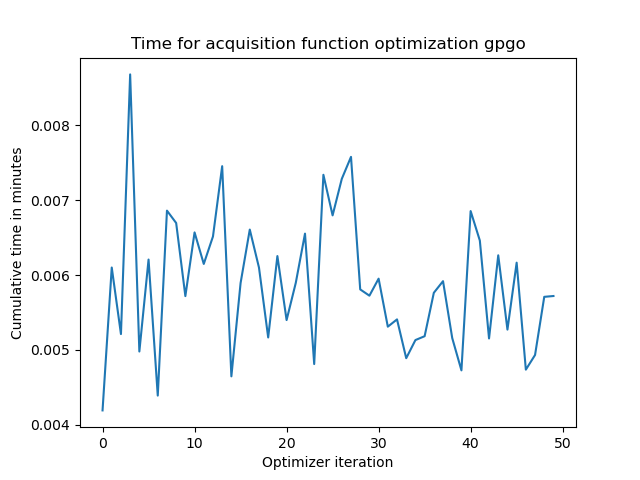 Time for acquisition function optimization gpgo
Cumulative time in minutes
0.008
0.007
0.006
0.005
0.004
0 10 20 30 40 50
Optimizer iteration